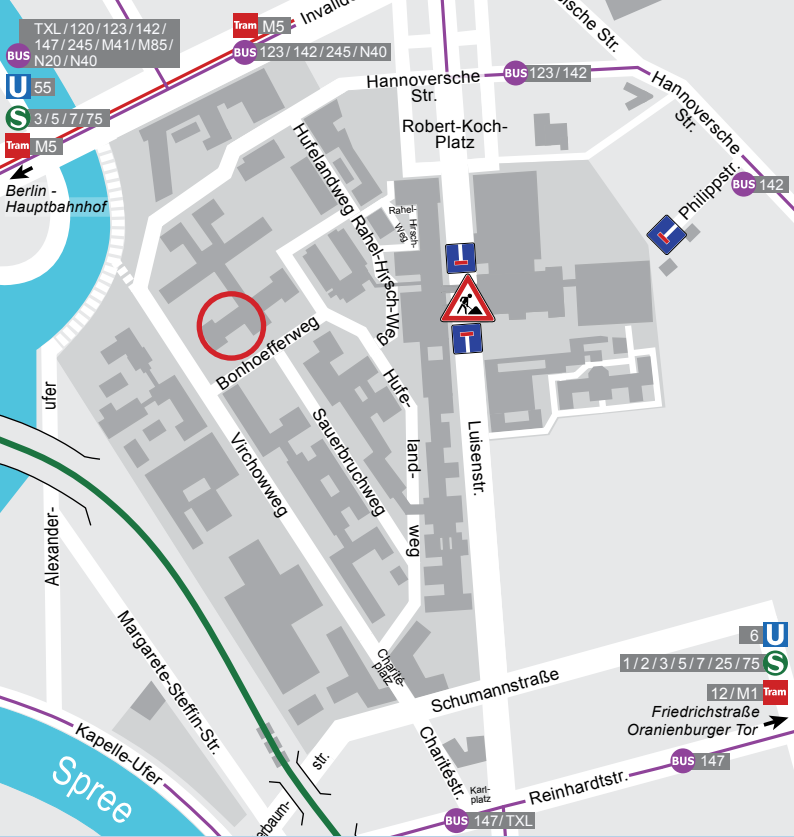 TXL / 120 / 123 / 142 /
147 / 245 / M41 / M85 /
N20 / N40
BUS
U 55
S 3 / 5 / 7 / 75
Tram M5
Berlin -
Hauptbahnhof
Tram M5
BUS 123 / 142 / 245 / N40
Hannoversche
Str.
BUS 123 / 142
Hannoversche
Str.
BUS 142
Philippstr.
Robert-Koch-
Platz
Hufelandweg
Rahel-Hirsch-Weg
Rahel-
Hirsch-
Weg
Bonhoefferweg
Hufe-
land-
weg
Sauerbruchweg
Virchowweg
Luisenstr.
ufer
Alexander-
Margarete-Steffin-Str.
Charité-
platz
Schumannstraße
U 6
S 1 / 2 / 3 / 5 / 7 / 25 / 75
Tram 12 / M1
Friedrichstraße
Oranienburger Tor
Kapelle-Ufer
Spree
str.
Charitéstr.
Karl-
platz
Reinhardtstr.
BUS 147
BUS 147 / TXL